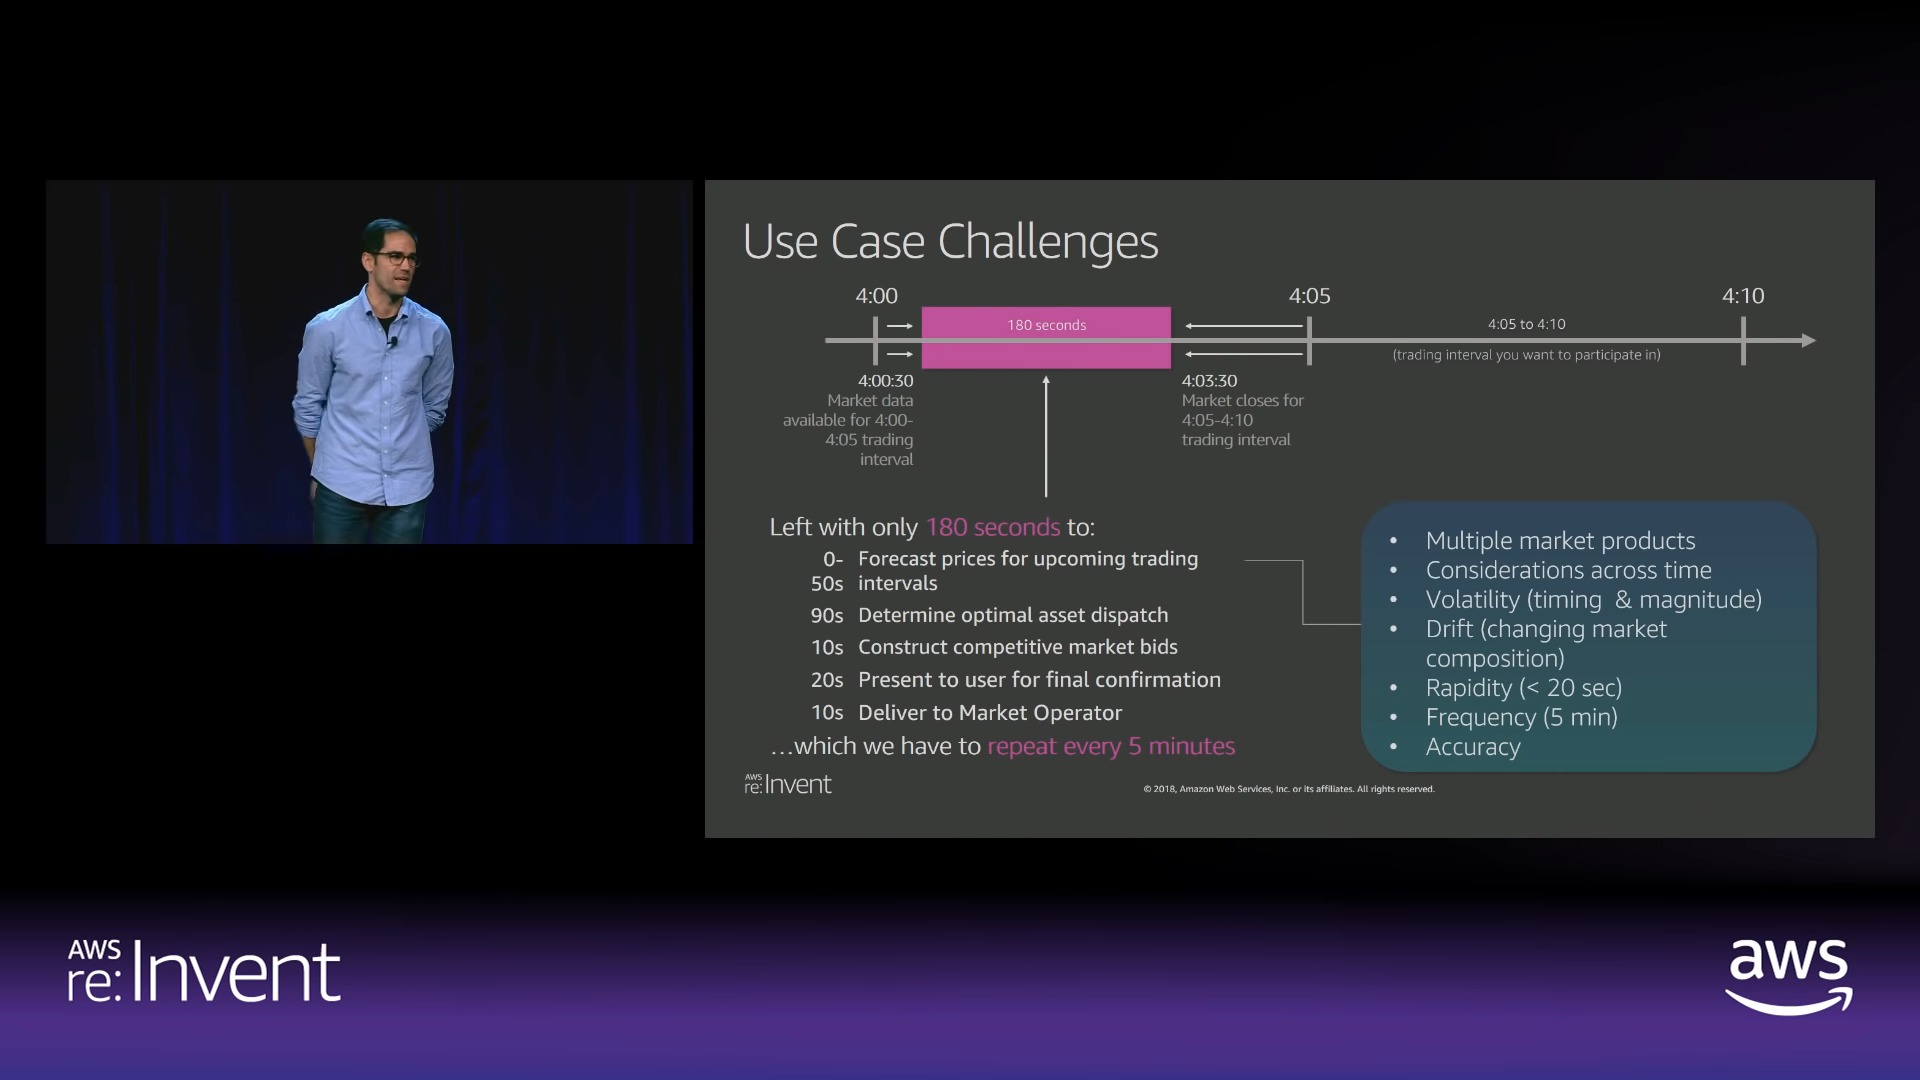 Use Case Challenges
4:00
4:05
4:10
180 seconds
4:05 to 4:10
(trading interval you want to participate in)
4:00:30
Market data
available for 4:00-
4:05 trading
interval
4:03:30
Market closes for
4:05-4:10
trading interval
Left with only 180 seconds to:
0- Forecast prices for upcoming trading
50s intervals
90s Determine optimal asset dispatch
10s Construct competitive market bids
20s Present to user for final confirmation
10s Deliver to Market Operator
...which we have to repeat every 5 minutes
• Multiple market products
• Considerations across time
• Volatility (timing & magnitude)
• Drift (changing market
composition)
• Rapidity (< 20 sec)
• Frequency (5 min)
• Accuracy
AWS
re:Invent
© 2018, Amazon Web Services, Inc. or its affiliates. All rights reserved.
AWS
re:Invent
aws